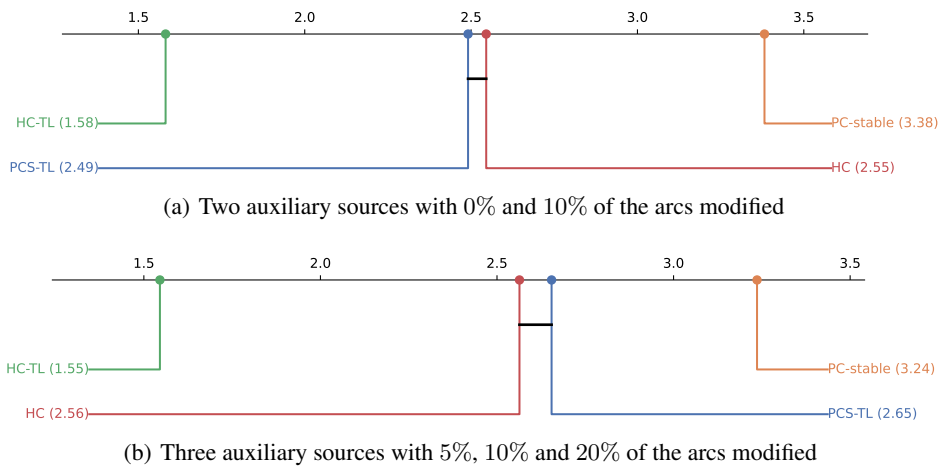 1.5 2.0 2.5 3.0 3.5
HC-TL (1.58) PC-stable (3.38)
PCS-TL (2.49) HC (2.55)
(a) Two auxiliary sources with 0% and 10% of the arcs modified
1.5 2.0 2.5 3.0 3.5
HC-TL (1.55) PC-stable (3.24)
HC (2.56) PCS-TL (2.65)
(b) Three auxiliary sources with 5%, 10% and 20% of the arcs modified